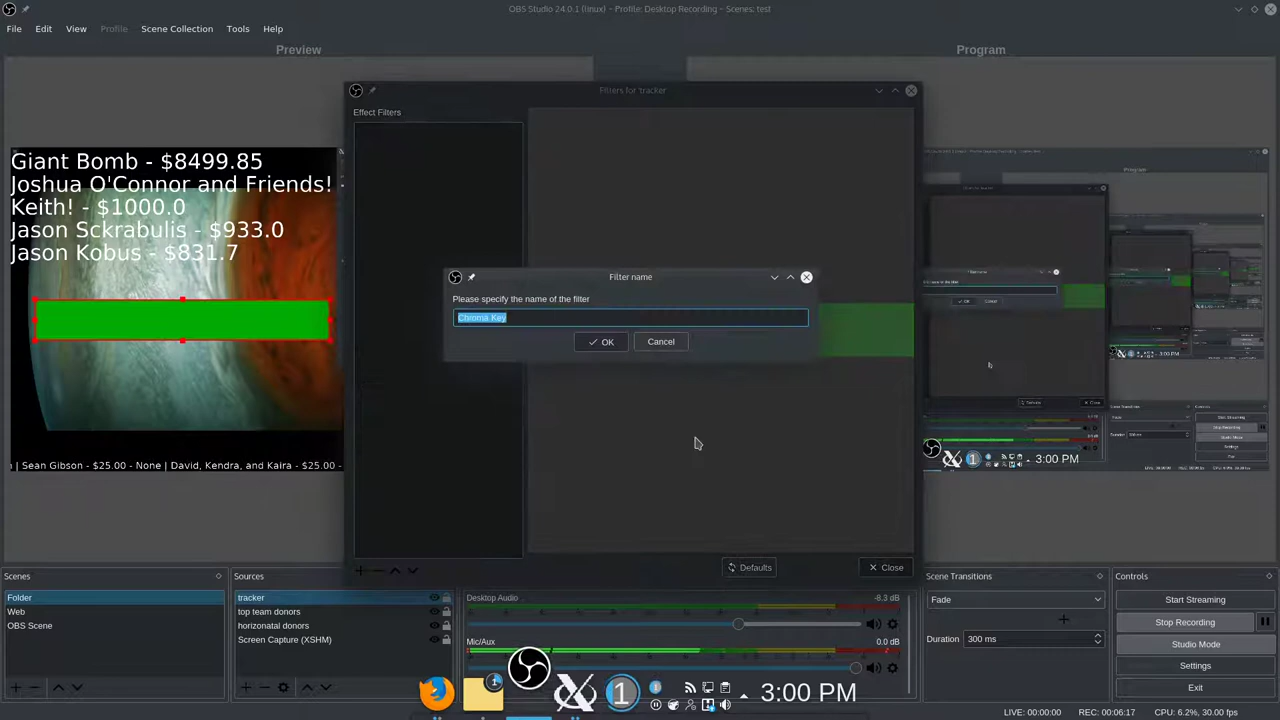 OBS Studio 24.0.1 (linux) – Profile: Desktop Recording – Scenes: test
File Edit View Profile Scene Collection Tools Help
Preview
Program
Filters for tracker
Effect Filters
Giant Bomb - $8499.85
Joshua O'Connor and Friends!
Keith! - $1000.0
Jason Sckrabulis - $933.0
Jason Kobus - $831.7
Filter name
Please specify the name of the filter
Chroma Key
OK
Cancel
| Sean Gibson - $25.00 - None | David, Kendra, and Kaira - $25.00 -
3:00 PM
Defaults
Close
Scenes
Folder
Web
OBS Scene
Sources
tracker
top team donors
horizonatal donors
Screen Capture (XSHM)
Desktop Audio
-8.3 dB
Mic/Aux
0.0 dB
Scene Transitions
Fade
Duration 300 ms
Controls
Start Streaming
Stop Recording
Studio Mode
Settings
Exit
1
1
1
3:00 PM
LIVE: 00:00:00
REC: 00:06:17
CPU: 6.2%, 30.00 fps